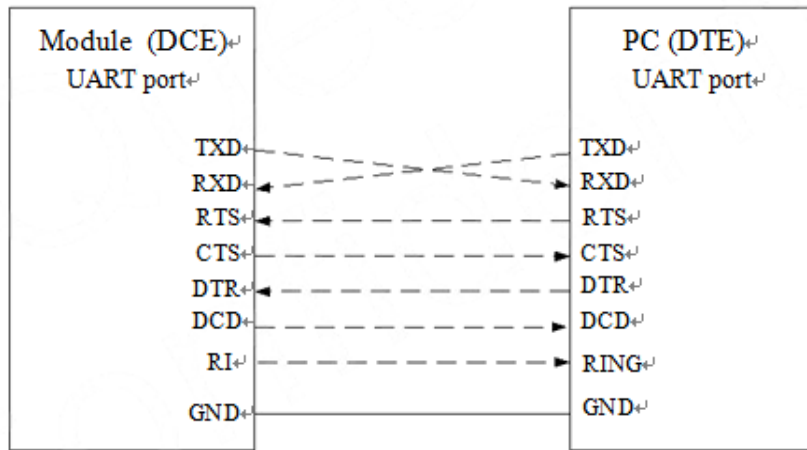 Module (DCE)↵
UART port↵
TXD↵
RXD↵
RTS↵
CTS↵
DTR↵
DCD↵
RI↵
GND↵
PC (DTE)↵
UART port↵
TXD↵
RXD↵
RTS↵
CTS↵
DTR↵
DCD↵
RING↵
GND↵